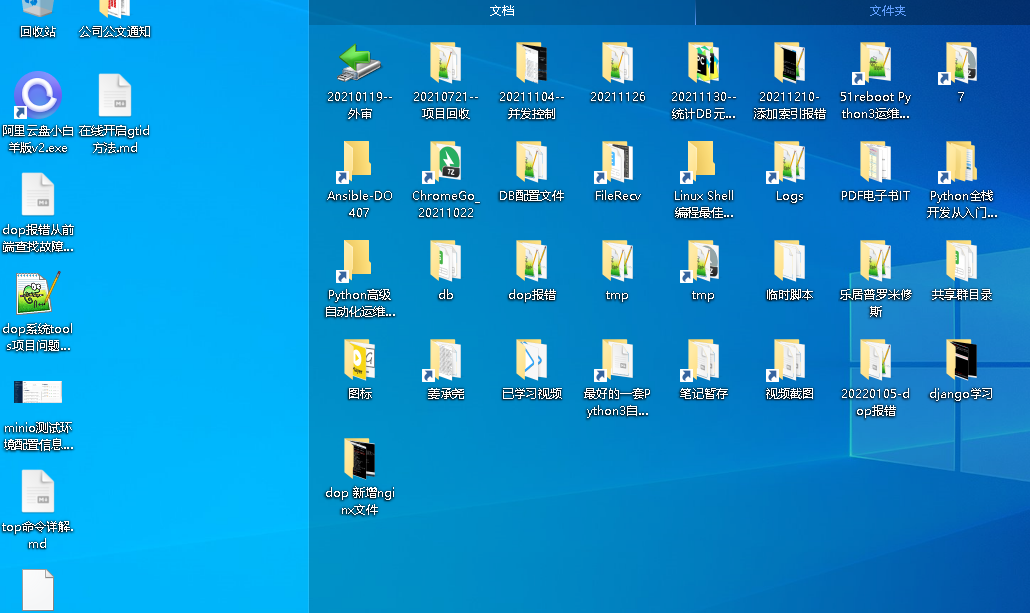 文档
文件夹
回收站
公司公文通知
阿里云盘小白
羊版v2.exe
在线开启gtid
方法.md
dop报错从前
端查找故障...
dop系统tool
s项目问题...
minio测试环
境配置信息...
top命令详解.
md
20210119--
外审
20210721--
项目回收
20211104--
并发控制
20211126
20211130--
统计DB元...
20211210-
添加索引报错
51reboot Py
thon3运维...
7
Ansible-DO
407
ChromeGo_
20211022
DB配置文件
FileRecv
Linux Shell
编程最佳...
Logs
PDF电子书IT
Python全栈
开发从入门...
Python高级
自动化运维...
db
dop报错
tmp
tmp
临时脚本
乐居普罗米修
斯
共享群目录
图标
姜承尧
已学习视频
最好的一套P
ython3自...
笔记暂存
视频截图
20220105-d
op报错
django学习
dop 新增ngi
nx文件